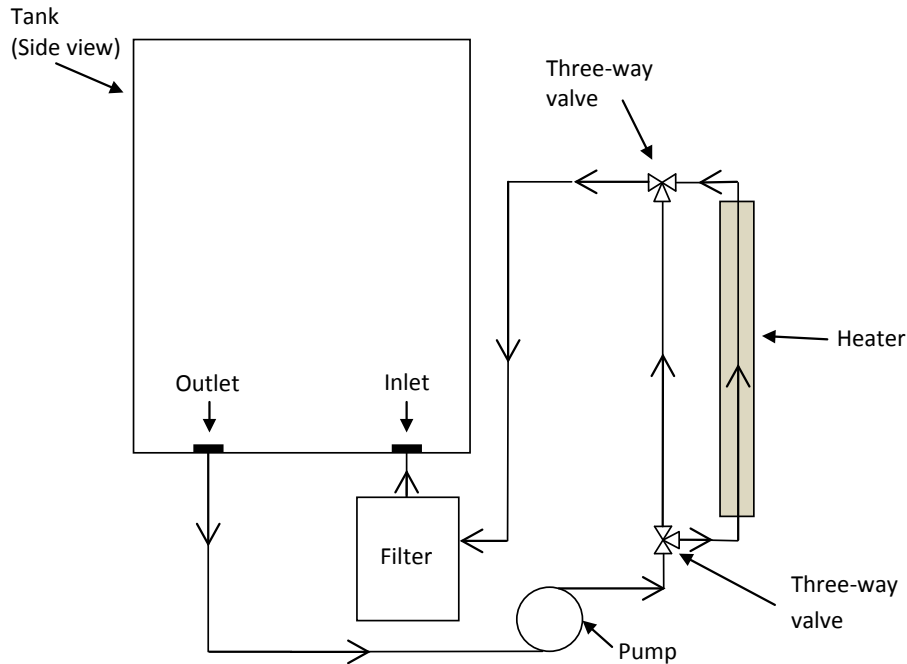 Tank
(Side view)
Three-way
valve
Heater
Outlet
Inlet
Filter
Three-way
valve
Pump